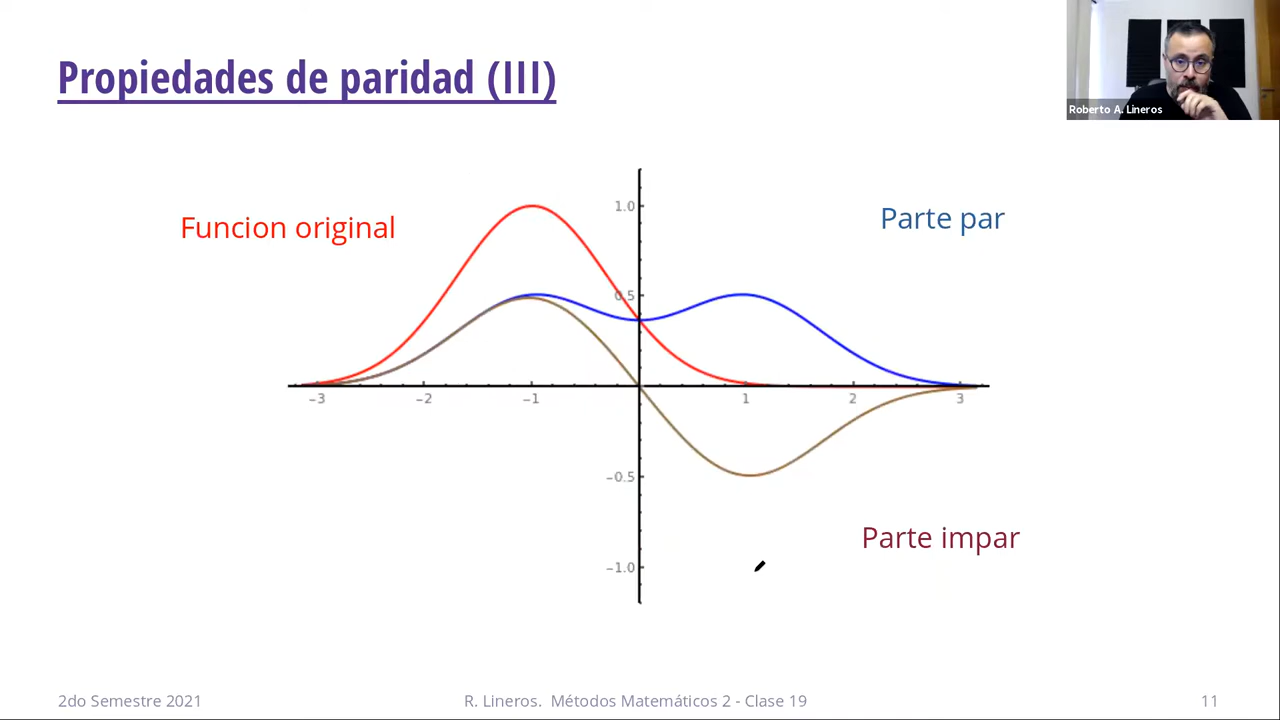 Propiedades de paridad (III)
Roberto A. Lineros
Funcion original
Parte par
1.0
0.5
−3
−2
−1
1
2
3
−0.5
Parte impar
−1.0
2do Semestre 2021
R. Lineros. Métodos Matemáticos 2 - Clase 19
11